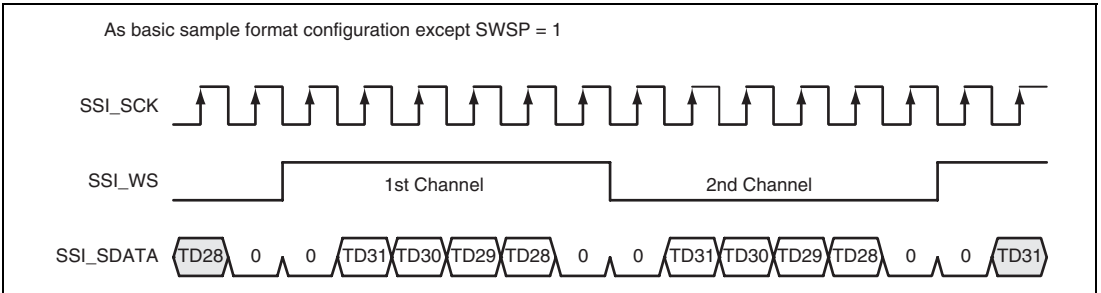 As basic sample format configuration except SWSP = 1
SSI_SCK
SSI_WS 1st Channel 2nd Channel
SSI_SDATA TD28 0 0 TD31 TD30 TD29 TD28 0 0 TD31 TD30 TD29 TD28 0 0 TD31